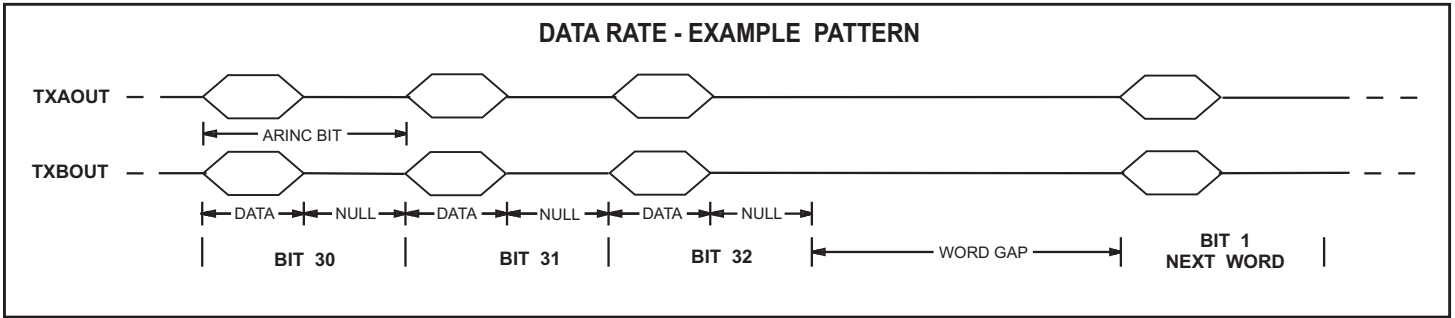 DATA RATE - EXAMPLE PATTERN
TXAOUT
ARINC BIT
TXBOUT
DATA NULL DATA NULL DATA NULL
BIT 30 BIT 31 BIT 32 WORD GAP BIT 1
NEXT WORD